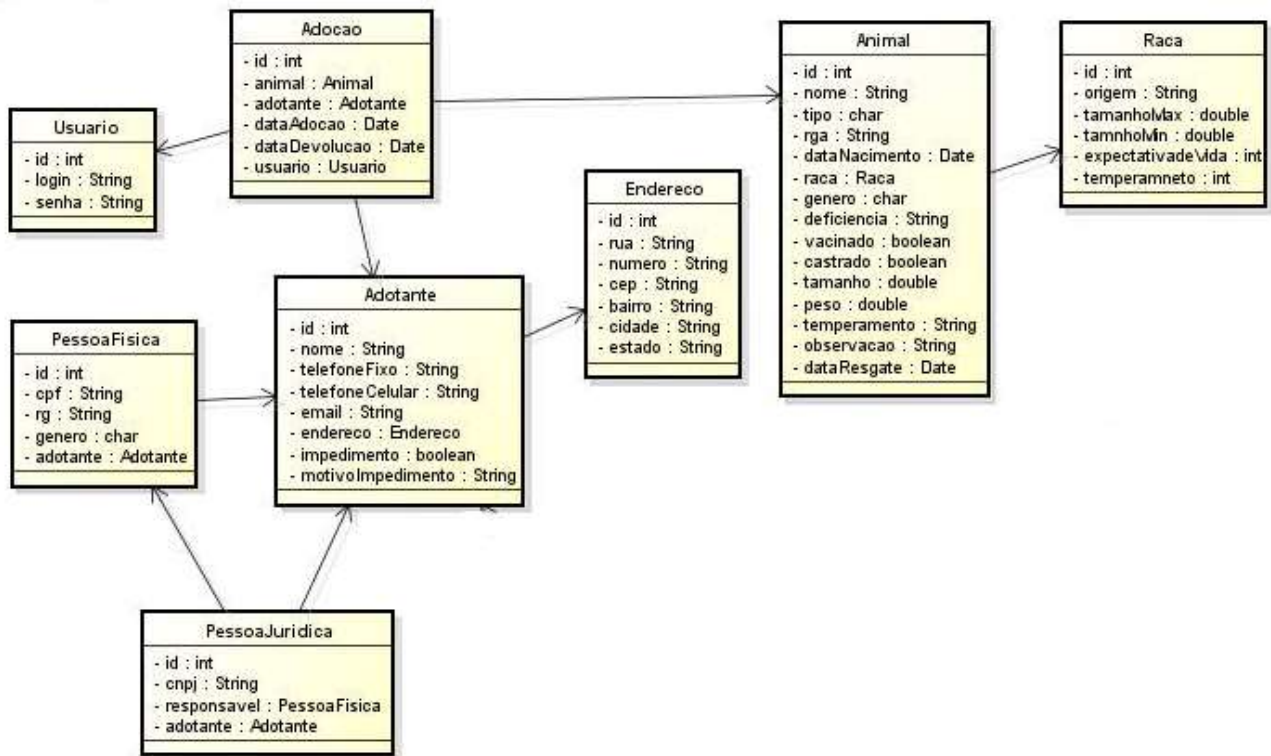 Adocao
- id : int
- animal : Animal
- adotante : Adotante
- dataAdocao : Date
- dataDevolucao : Date
- usuario : Usuario
Animal
- id : int
- nome : String
- tipo : char
- rga : String
- dataNacimento : Date
- raca : Raca
- genero : char
- deficiencia : String
- vacinado : boolean
- castrado : boolean
- tamanho : double
- peso : double
- temperamento : String
- observacao : String
- dataResgate : Date
Raca
- id : int
- origem : String
- tamanhoMax : double
- tamnhoMin : double
- expectativadeVida : int
- temperamneto : int
Usuario
- id : int
- login : String
- senha : String
Endereco
- id : int
- rua : String
- numero : String
- cep : String
- bairro : String
- cidade : String
- estado : String
Adotante
- id : int
- nome : String
- telefoneFixo : String
- telefoneCelular : String
- email : String
- endereco : Endereco
- impedimento : boolean
- motivoImpedimento : String
PessoaFisica
- id : int
- cpf : String
- rg : String
- genero : char
- adotante : Adotante
PessoaJuridica
- id : int
- cnpj : String
- responsavel : PessoaFisica
- adotante : Adotante